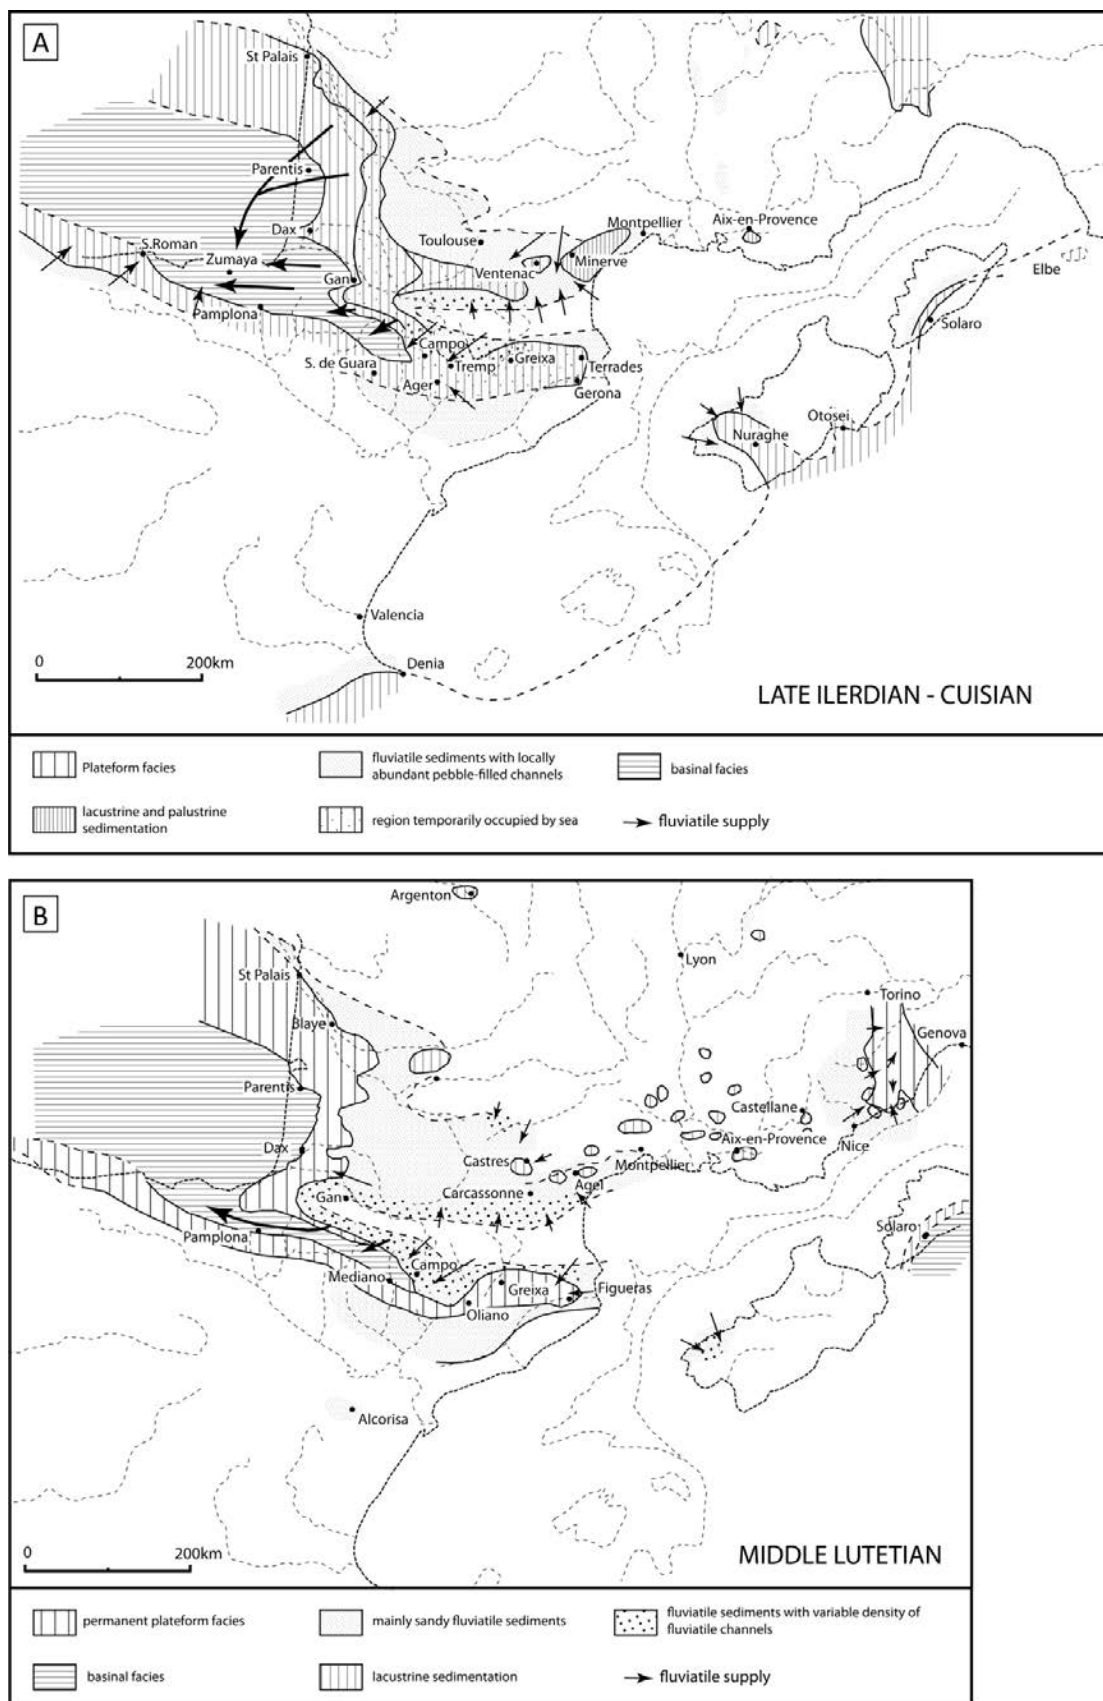 A
St Palais
Parentis
Dax
S.Roman
Zumaya
Gan
Pamplona
Toulouse
Ventenac
Montpellier
Minerve
Aix-en-Provence
Elbe
Solaro
Campo
S. de Guara
Tremp
Greixa
Terrades
Ager
Gerona
Otosei
Nuraghe
Valencia
Denia
0 200km
LATE ILERDIAN - CUISIAN
Plateform facies
fluviatile sediments with locally
abundant pebble-filled channels
basinal facies
lacustrine and palustrine
sedimentation
region temporarily occupied by sea
fluviatile supply
B
Argenton
Lyon
St Palais
Torino
Blaye
Genova
Parentis
Castellane
Dax
Castres
Aix-en-Provence
Nice
Montpellier
Agel
Gan
Carcassonne
Pamplona
Solaro
Campo
Mediano
Greixa
Figueras
Oliano
Alcorisa
0 200km
MIDDLE LUTETIAN
permanent plateform facies
mainly sandy fluviatile sediments
fluviatile sediments with variable density of
fluviatile channels
basinal facies
lacustrine sedimentation
fluviatile supply